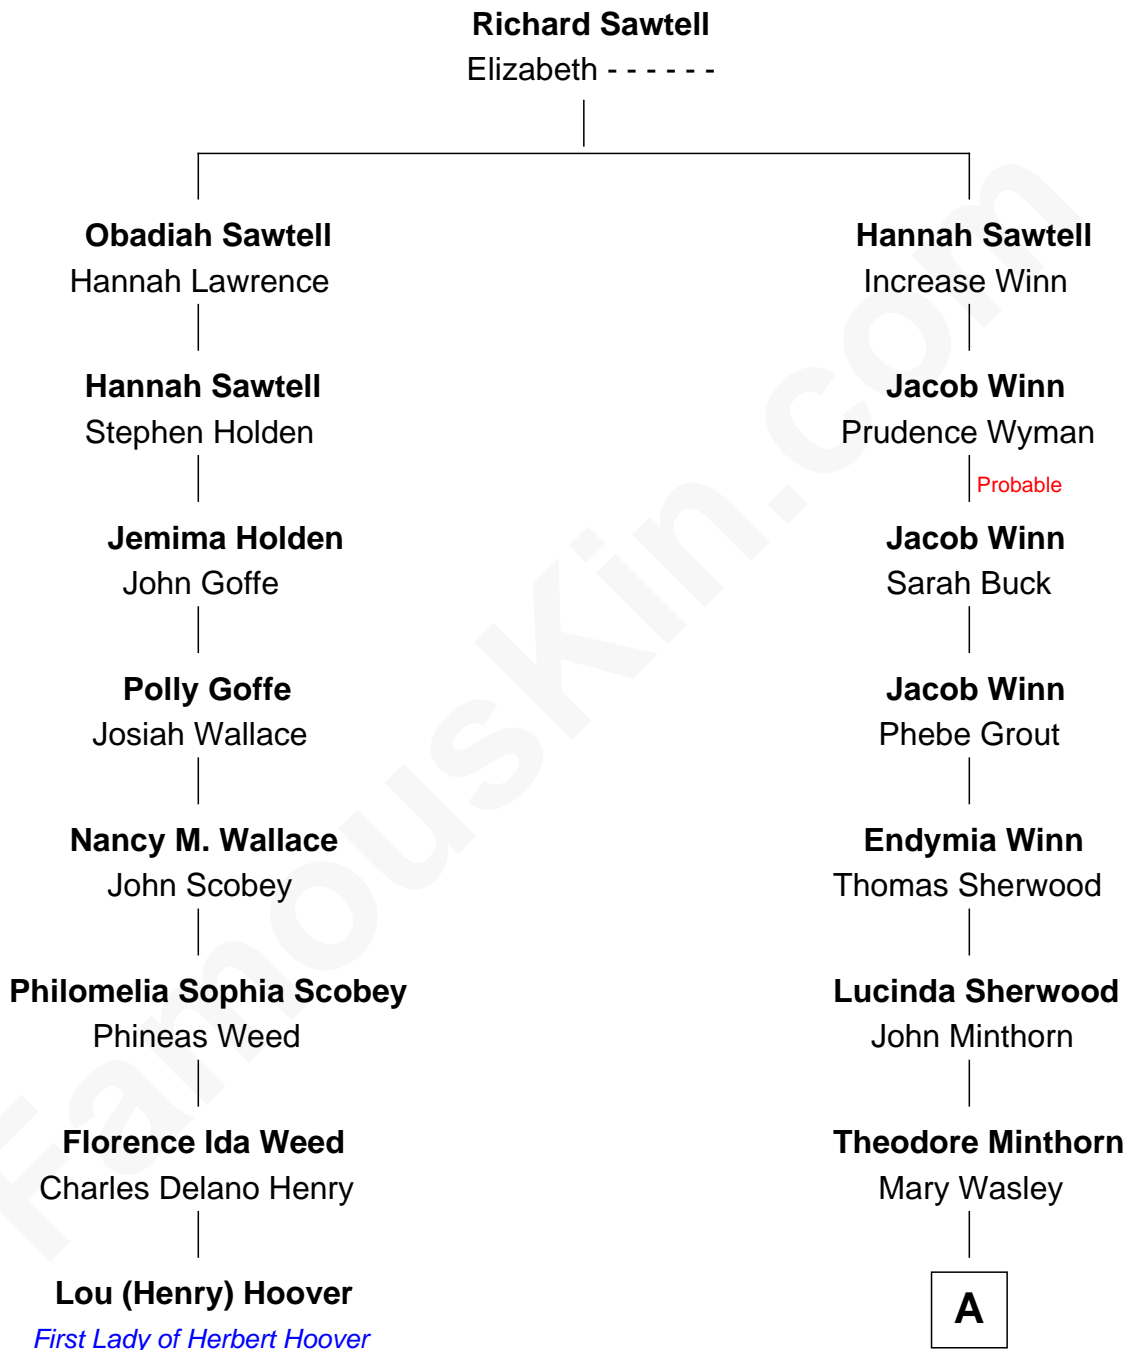 Richard Sawtell
Elizabeth - - - - - -
Obadiah Sawtell
Hannah Lawrence
Hannah Sawtell
Increase Winn
Hannah Sawtell
Stephen Holden
Jacob Winn
Prudence Wyman
Probable
Jemima Holden
John Goffe
Jacob Winn
Sarah Buck
Polly Goffe
Josiah Wallace
Jacob Winn
Phebe Grout
Nancy M. Wallace
John Scobey
Endymia Winn
Thomas Sherwood
Philomelia Sophia Scobey
Phineas Weed
Lucinda Sherwood
John Minthorn
Florence Ida Weed
Charles Delano Henry
Theodore Minthorn
Mary Wasley
Lou (Henry) Hoover
First Lady of Herbert Hoover
A
FamousKin.com